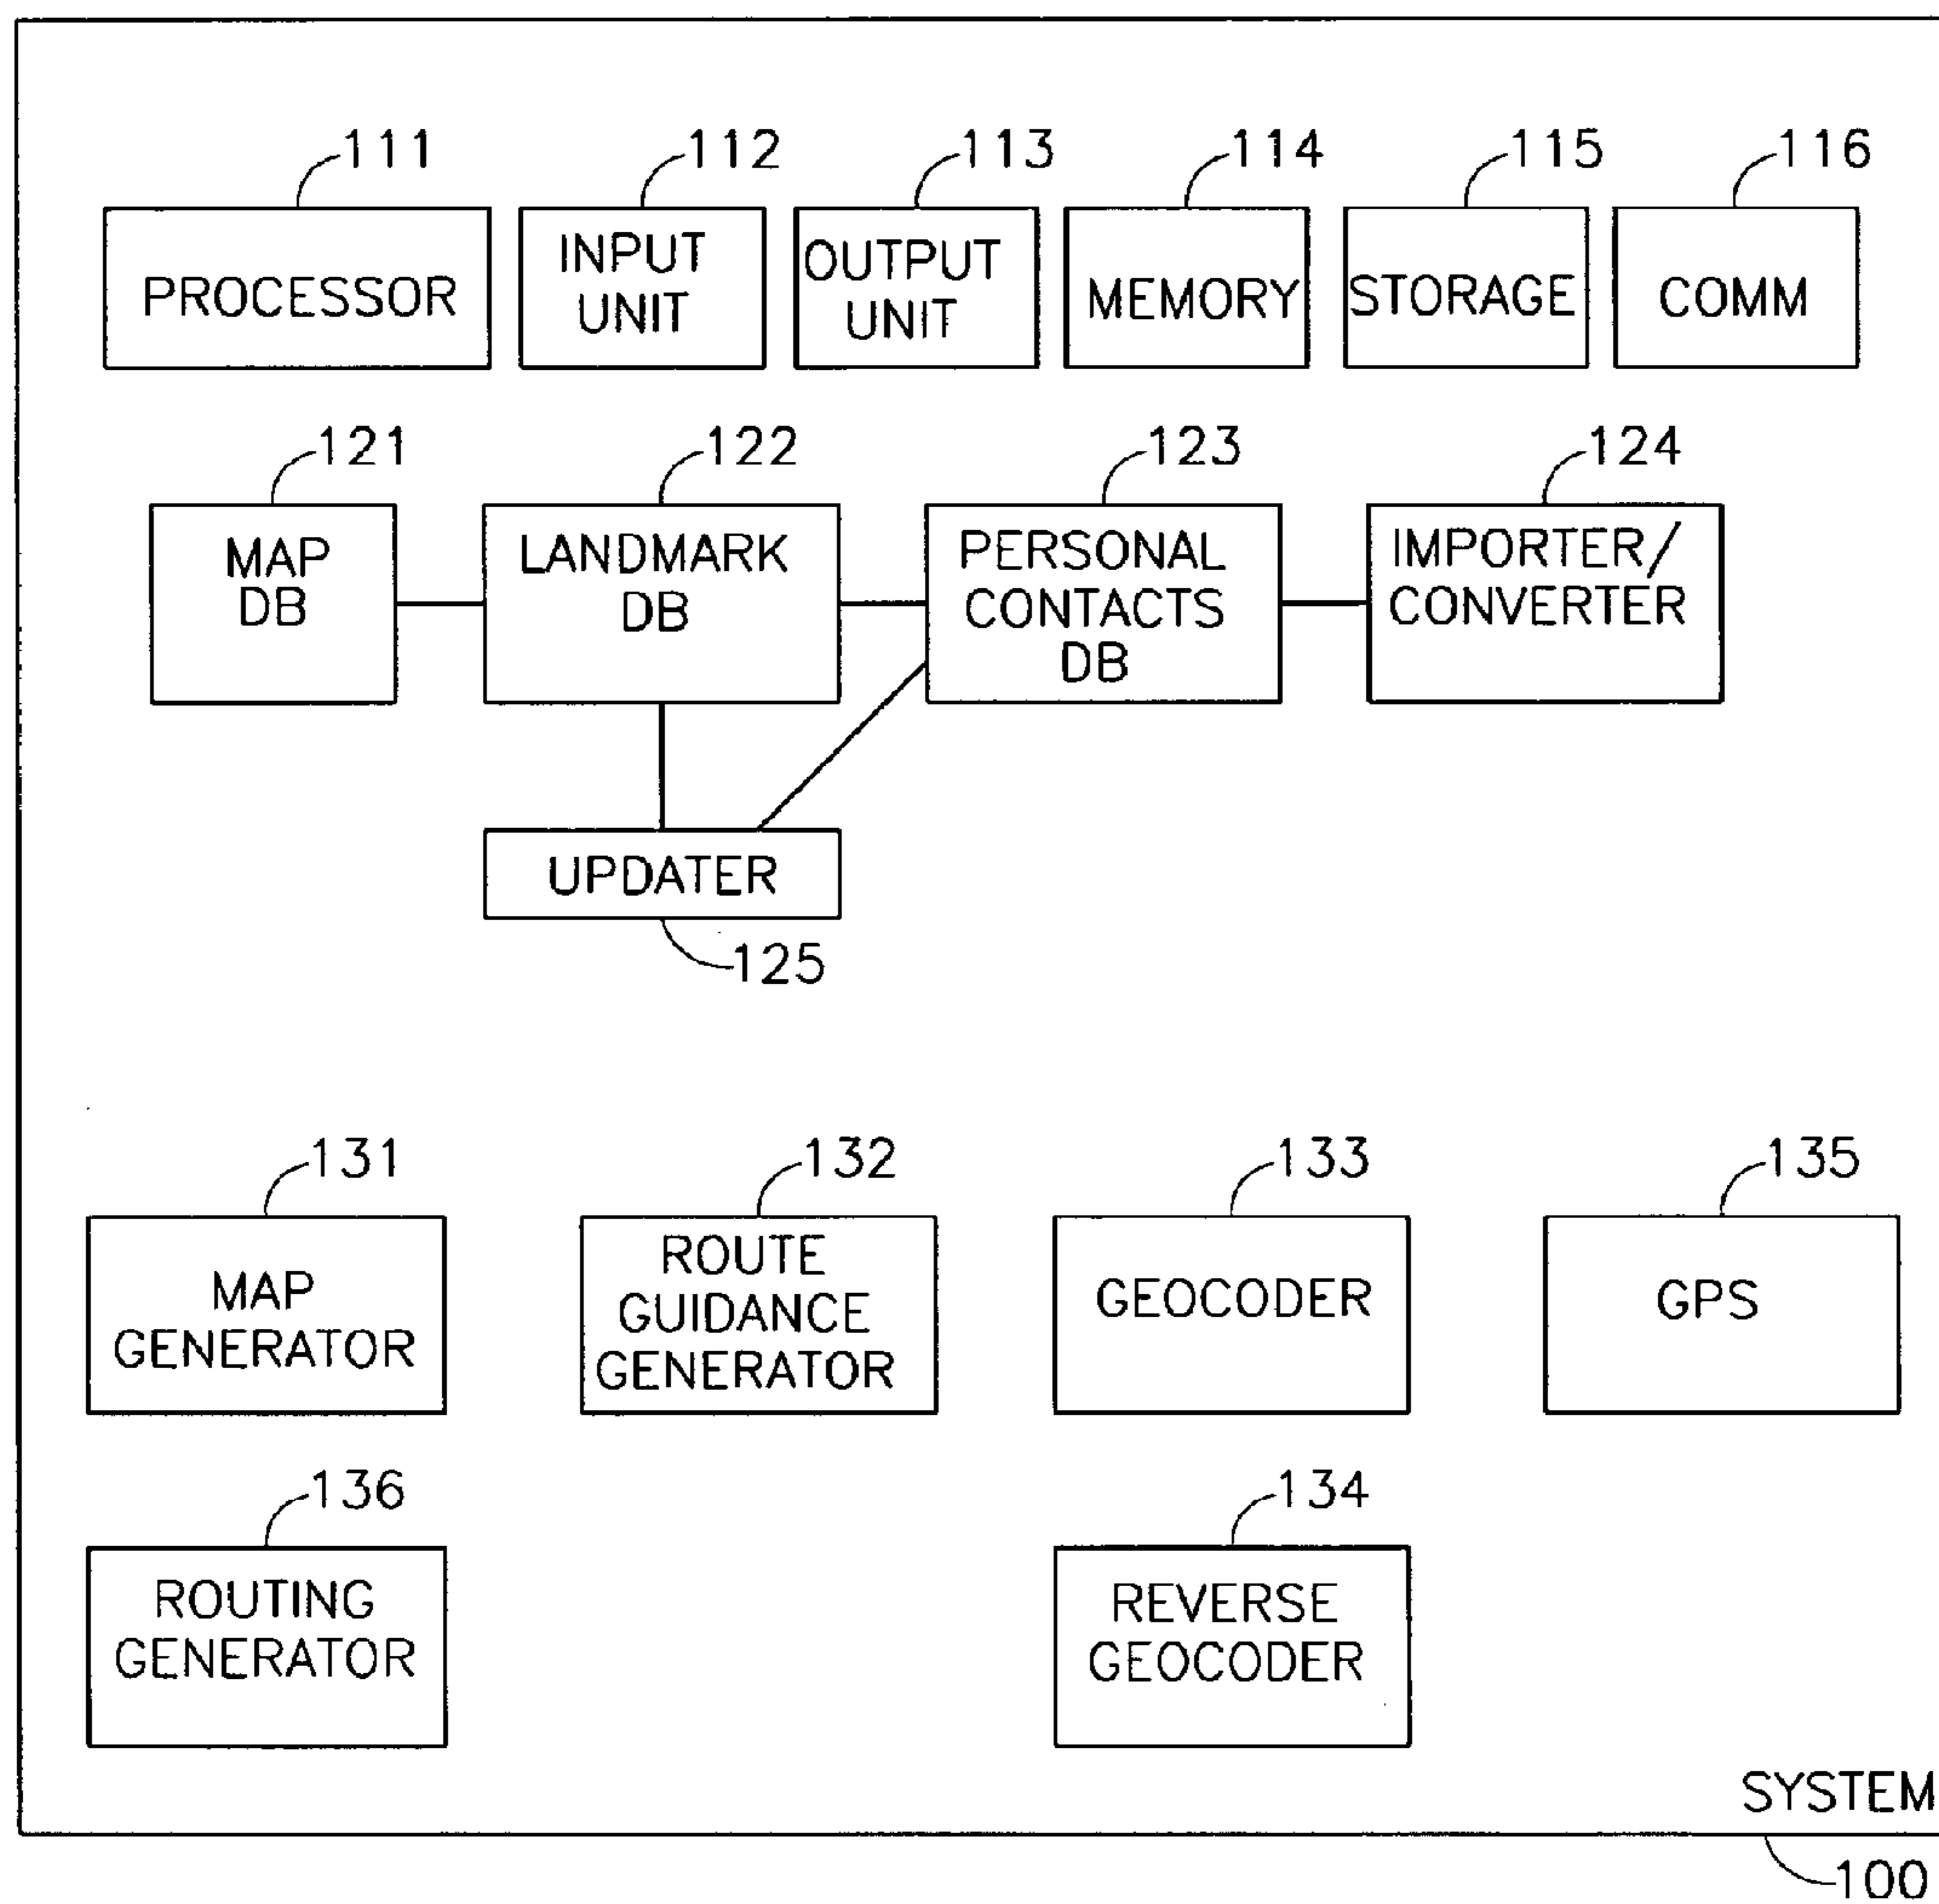 111 112 113 114 115 116
PROCESSOR
INPUT
UNIT
OUTPUT
UNIT
MEMORY
STORAGE
COMM
121 122 123 124
MAP
DB
LANDMARK
DB
PERSONAL
CONTACTS
DB
IMPORTER/
CONVERTER
UPDATER
125
131 132 133 135
MAP
GENERATOR
ROUTE
GUIDANCE
GENERATOR
GEOCODER
GPS
136 134
ROUTING
GENERATOR
REVERSE
GEOCODER
SYSTEM
100